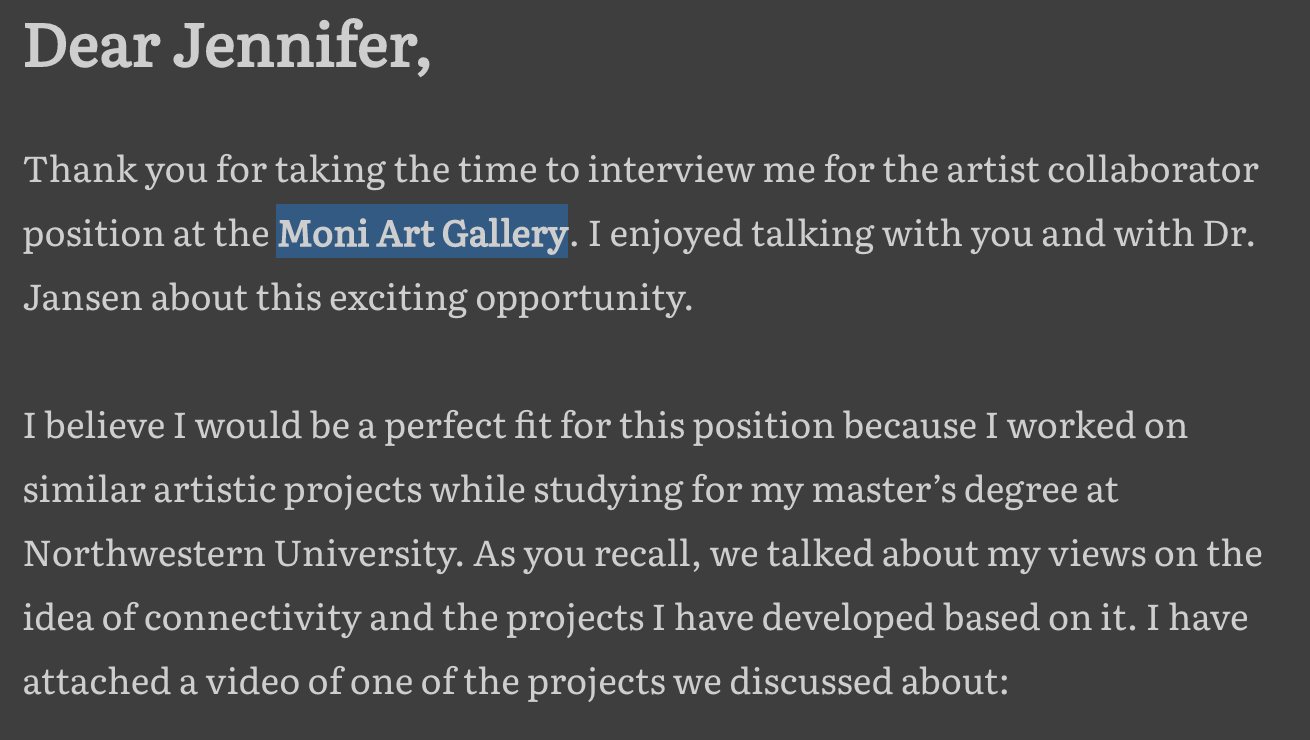 Dear Jennifer,
Thank you for taking the time to interview me for the artist collaborator
position at the Moni Art Gallery. I enjoyed talking with you and with Dr.
Jansen about this exciting opportunity.
I believe I would be a perfect fit for this position because I worked on
similar artistic projects while studying for my master’s degree at
Northwestern University. As you recall, we talked about my views on the
idea of connectivity and the projects I have developed based on it. I have
attached a video of one of the projects we discussed about: